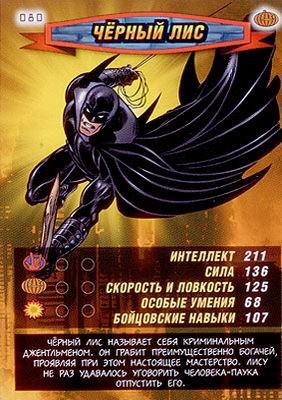 080
ЧЁРНЫЙ ЛИС
ИНТЕЛЛЕКТ 211
СИЛА 136
СКОРОСТЬ И ЛОВКОСТЬ 125
ОСОБЫЕ УМЕНИЯ 68
БОЙЦОВСКИЕ НАВЫКИ 107
ЧЁРНЫЙ ЛИС НАЗЫВАЕТ СЕБЯ КРИМИНАЛЬНЫМ
ДЖЕНТЛЬМЕНОМ. ОН ГРАБИТ ПРЕИМУЩЕСТВЕННО БОГАЧЕЙ,
ПРОЯВЛЯЯ ПРИ ЭТОМ НАСТОЯЩЕЕ МАСТЕРСТВО. ЛИСУ
НЕ РАЗ УДАВАЛОСЬ УГОВОРИТЬ ЧЕЛОВЕКА-ПАУКА
ОТПУСТИТЬ ЕГО.